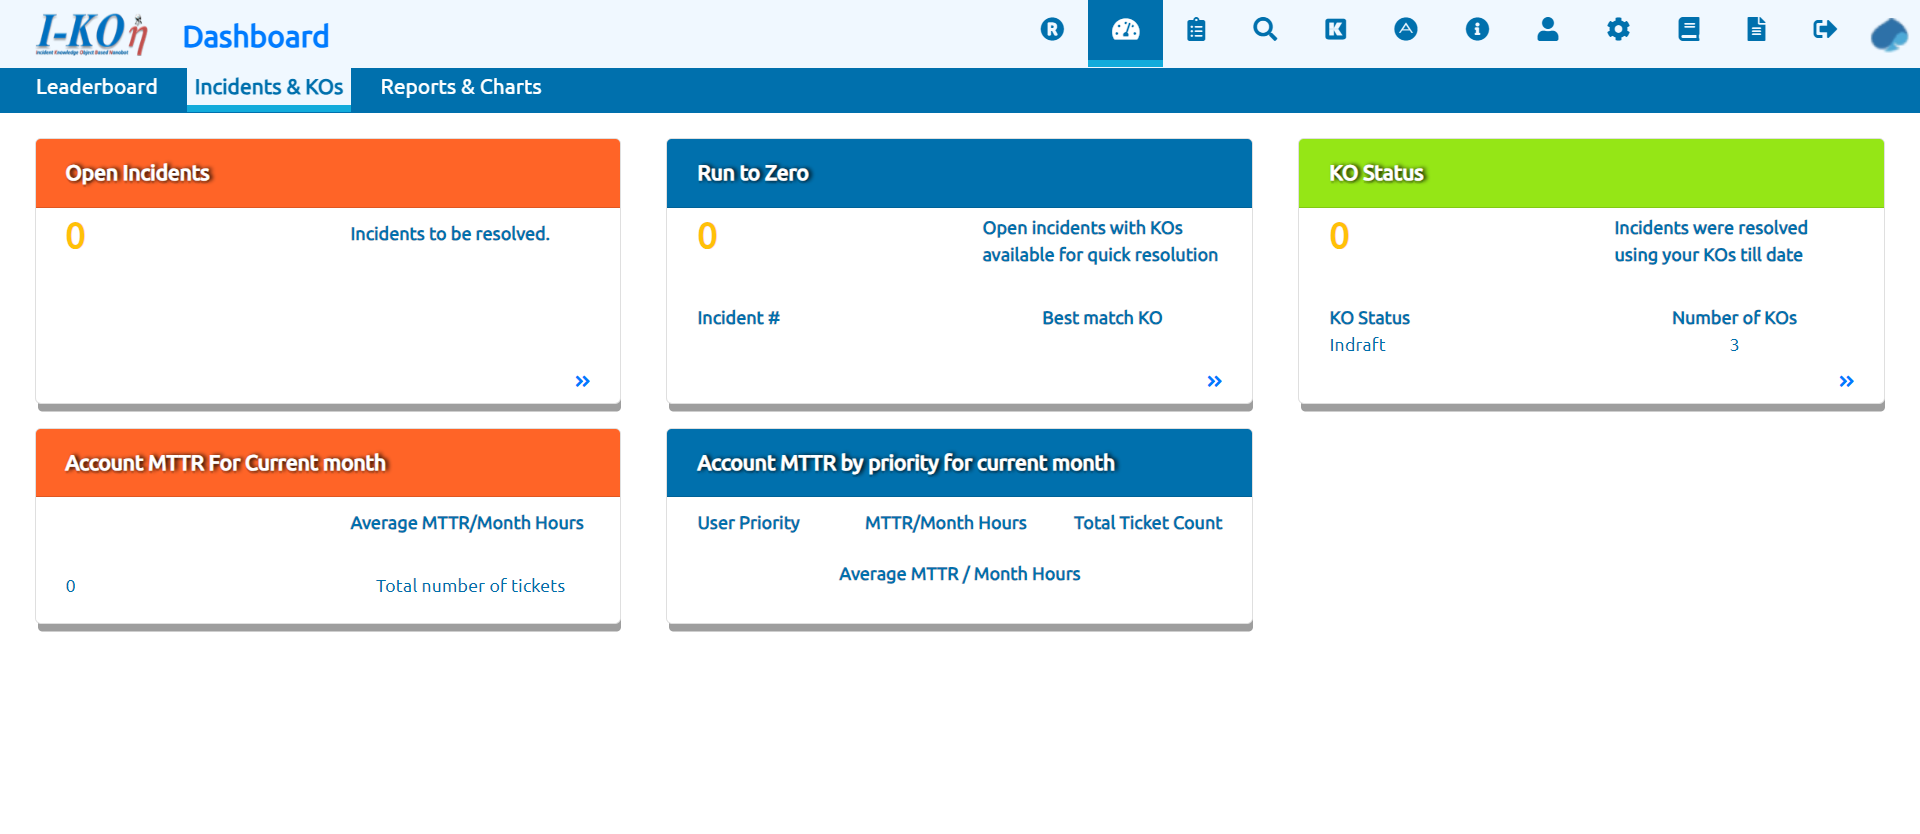 I-KOη
Incident Knowledge Object Based Nanobot
Dashboard
R
K
A
i
Leaderboard
Incidents & KOs
Reports & Charts
Open Incidents
0
Incidents to be resolved.
Run to Zero
0
Open incidents with KOs
available for quick resolution
Incident #
Best match KO
KO Status
0
Incidents were resolved
using your KOs till date
KO Status
Number of KOs
Indraft
3
Account MTTR For Current month
Average MTTR/Month Hours
0
Total number of tickets
Account MTTR by priority for current month
User Priority
MTTR/Month Hours
Total Ticket Count
Average MTTR / Month Hours